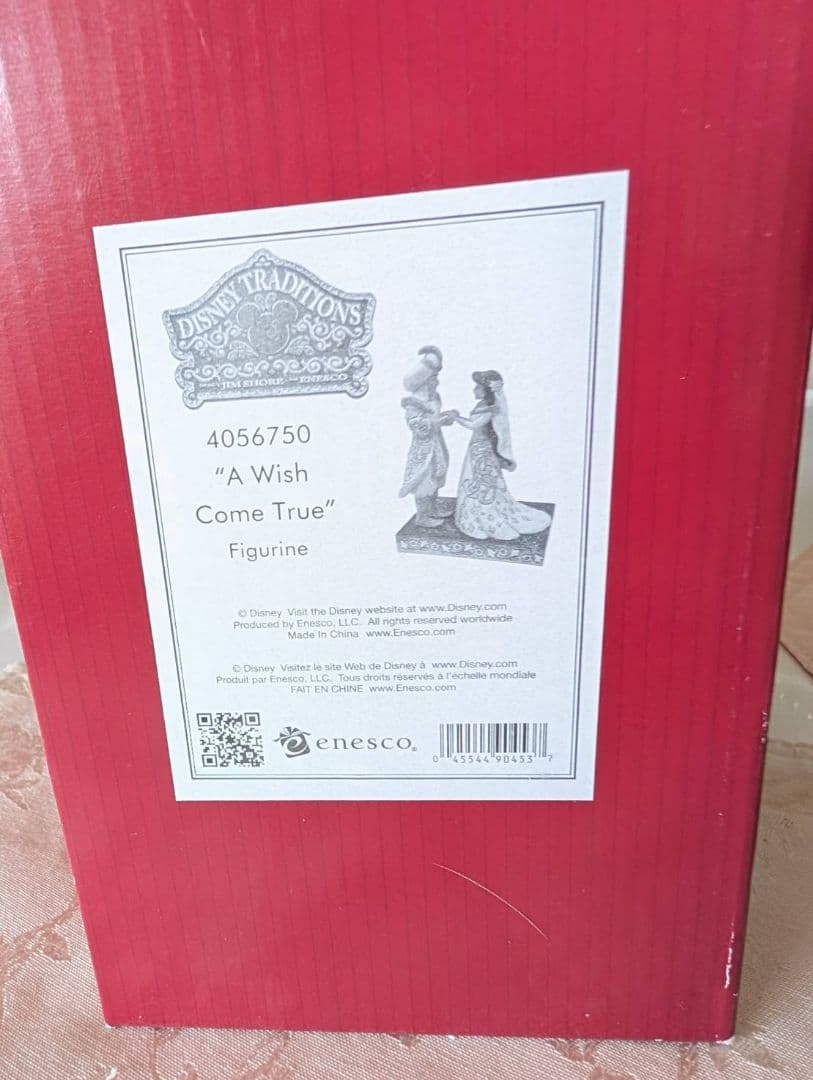 DISNEY TRADITIONS
JIM SHORE ENESCO
4056750
“A Wish
Come True”
Figurine
© Disney Visit the Disney website at www.Disney.com
Produced by Enesco, LLC. All rights reserved worldwide
Made In China www.Enesco.com
© Disney Visitez le site Web de Disney à www.Disney.com
Produit par Enesco, LLC. Tous droits réservés à l'échelle mondiale
FAIT EN CHINE www.Enesco.com
enesco®
0 45544 90453 7